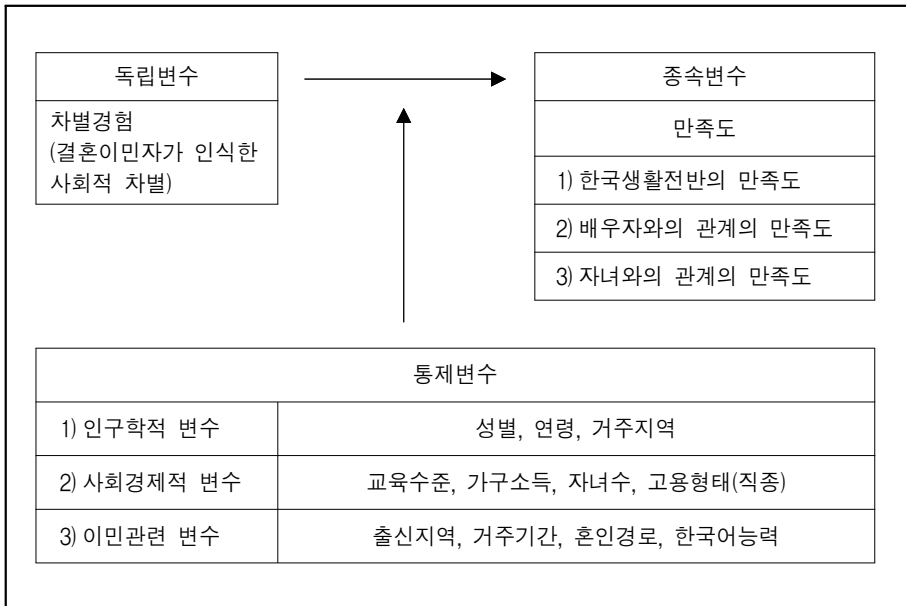 독립변수
차별경험
(결혼이민자가 인식한
사회적 차별)
종속변수
만족도
1) 한국생활전반의 만족도
2) 배우자와의 관계의 만족도
3) 자녀와의 관계의 만족도
통제변수
1) 인구학적 변수 성별, 연령, 거주지역
2) 사회경제적 변수 교육수준, 가구소득, 자녀수, 고용형태(직종)
3) 이민관련 변수 출신지역, 거주기간, 혼인경로, 한국어능력